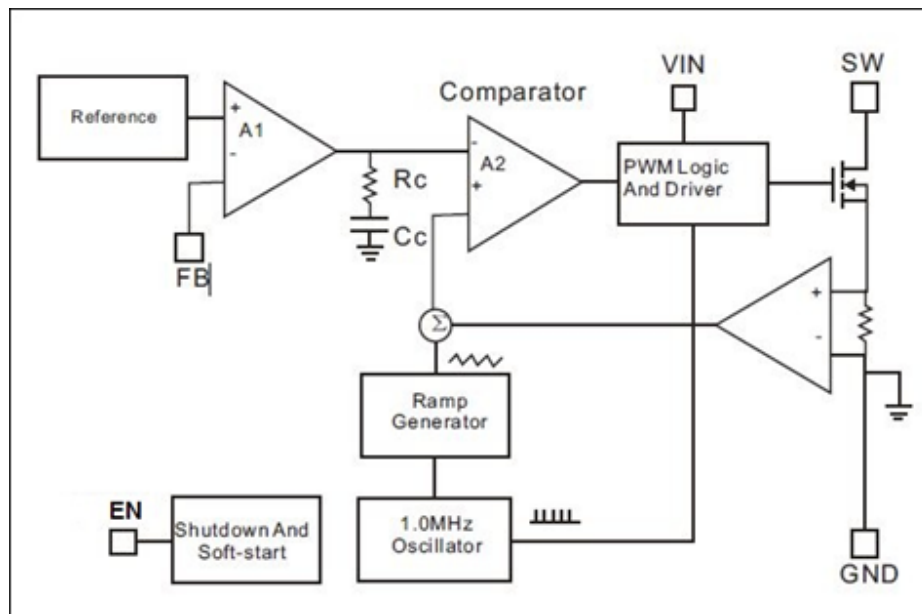 VIN
SW
Comparator
Reference
+
A1
-
-
A2
+
PWM Logic
And Driver
Rc
Cc
FB
+
-
Σ
Ramp
Generator
EN
Shutdown And
Soft-start
1.0MHz
Oscillator
GND